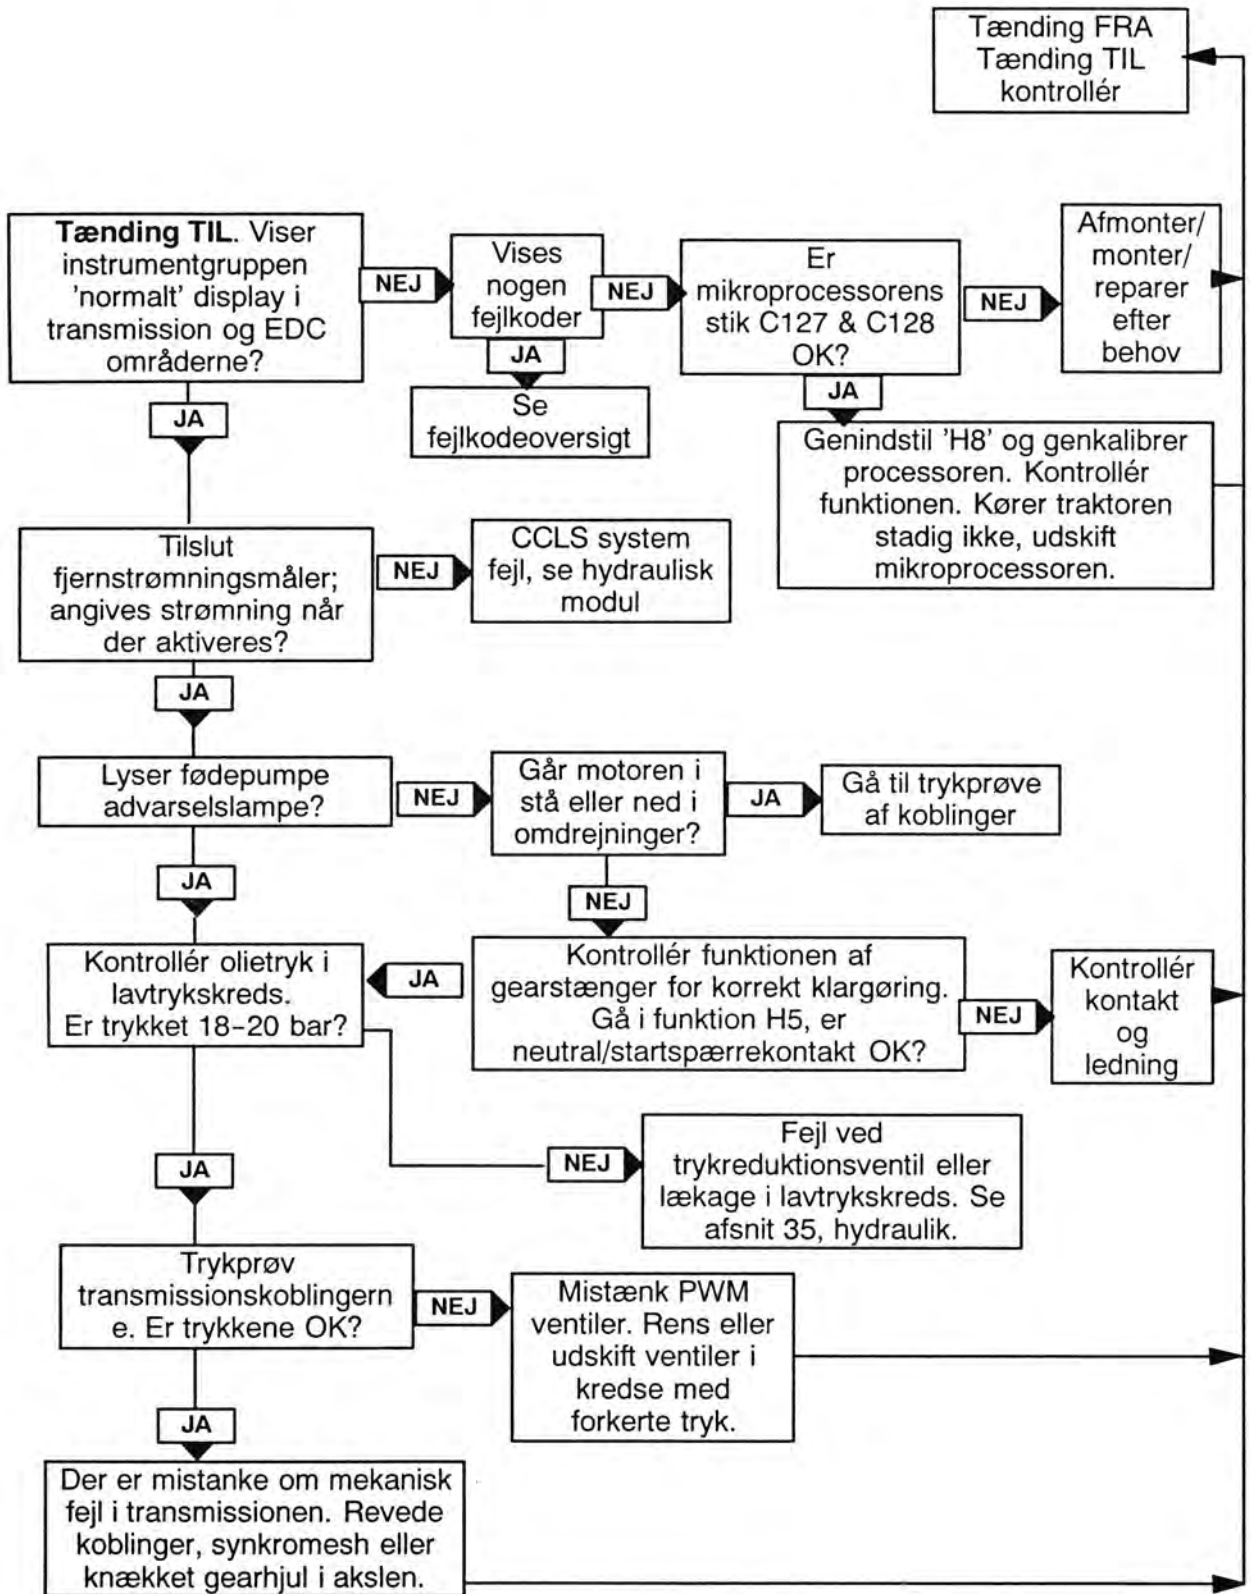 Tænding FRA
Tænding TIL
kontrollér
Tænding TIL. Viser
instrumentgruppen
'normalt' display i
transmission og EDC
områderne?
NEJ
Vises
nogen
fejlkoder
NEJ
Er
mikroprocessorens
stik C127 & C128
OK?
NEJ
Afmonter/
monter/
reparer
efter
behov
JA
JA
JA
Se
fejlkodeoversigt
Genindstil 'H8' og genkalibrer
processoren. Kontrollér
funktionen. Kører traktoren
stadig ikke, udskift
mikroprocessoren.
Tilslut
fjernstrømningsmåler;
angives strømning når
der aktiveres?
NEJ
CCLS system
fejl, se hydraulisk
modul
JA
Lyser fødepumpe
advarselslampe?
NEJ
Går motoren i
stå eller ned i
omdrejninger?
JA
Gå til trykprøve
af koblinger
JA
NEJ
Kontrollér olietryk i
lavtrykskreds.
Er trykket 18–20 bar?
JA
Kontrollér funktionen af
gearstænger for korrekt klargøring.
Gå i funktion H5, er
neutral/startspærrekontakt OK?
NEJ
Kontrollér
kontakt
og
ledning
JA
NEJ
Fejl ved
trykreduktionsventil eller
lækage i lavtrykskreds. Se
afsnit 35, hydraulik.
Trykprøv
transmissionskoblingern
e. Er trykkene OK?
NEJ
Mistænk PWM
ventiler. Rens eller
udskift ventiler i
kredse med
forkerte tryk.
JA
Der er mistanke om mekanisk
fejl i transmissionen. Revede
koblinger, synkromesh eller
knækket gearhjul i akslen.